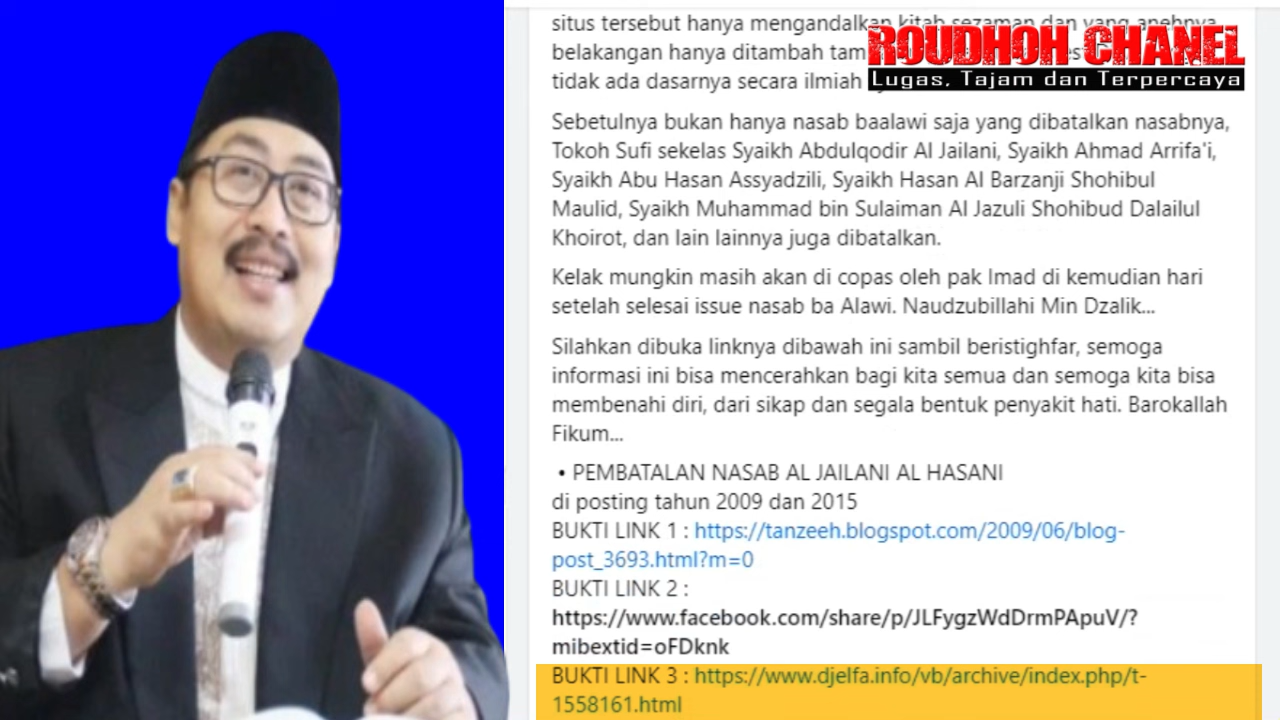 situs tersebut hanya mengandalkan kitab sezaman dan yang anehnya
belakangan hanya ditambah
tidak ada dasarnya secara ilmiah
ROUDHOH CHANEL
Lugas, Tajam dan Terpercaya
Sebetulnya bukan hanya nasab baalawi saja yang dibatalkan nasabnya,
Tokoh Sufi sekelas Syaikh Abdulqodir Al Jailani, Syaikh Ahmad Arrifa'i,
Syaikh Abu Hasan Assyadzili, Syaikh Hasan Al Barzanji Shohibul
Maulid, Syaikh Muhammad bin Sulaiman Al Jazuli Shohibud Dalailul
Khoirot, dan lain lainnya juga dibatalkan.
Kelak mungkin masih akan di copas oleh pak Imad di kemudian hari
setelah selesai issue nasab ba Alawi. Naudzubillahi Min Dzalik...
Silahkan dibuka linknya dibawah ini sambil beristighfar, semoga
informasi ini bisa mencerahkan bagi kita semua dan semoga kita bisa
membenahi diri, dari sikap dan segala bentuk penyakit hati. Barokallah
Fikum...
• PEMBATALAN NASAB AL JAILANI AL HASANI
di posting tahun 2009 dan 2015
BUKTI LINK 1 : https://tanzeeh.blogspot.com/2009/06/blog-
post_3693.html?m=0
BUKTI LINK 2 :
https://www.facebook.com/share/p/JLFygzWdDrmPApuV/?
mibextid=oFDknk
BUKTI LINK 3 : https://www.djelfa.info/vb/archive/index.php/t-
1558161.html